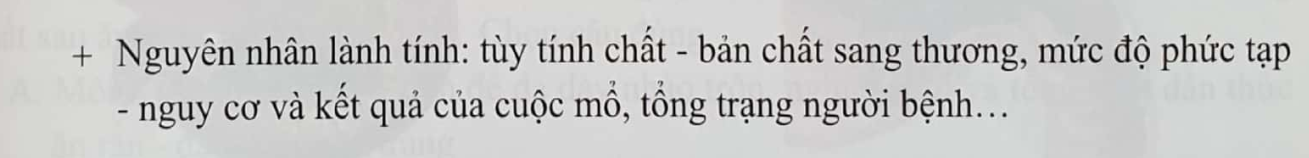 + Nguyên nhân lành tính: tùy tính chất - bản chất sang thương, mức độ phức tạp
- nguy cơ và kết quả của cuộc mổ, tổng trạng người bệnh…